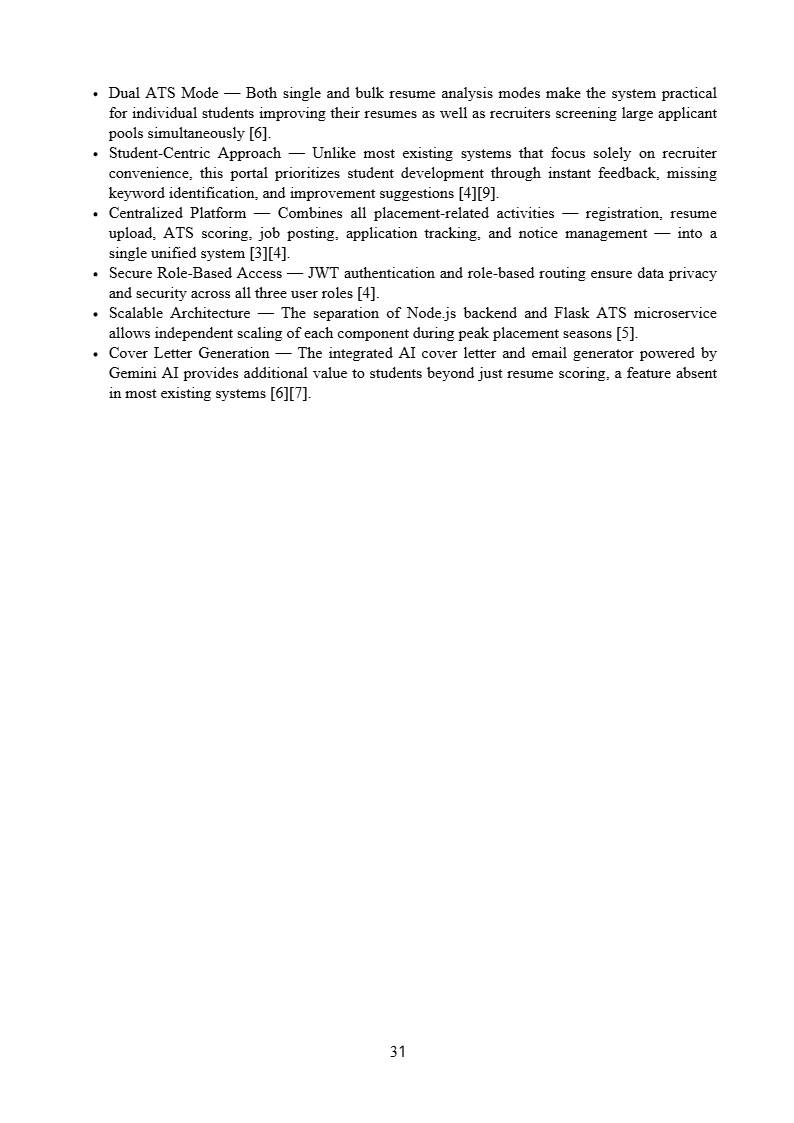 • Dual ATS Mode — Both single and bulk resume analysis modes make the system practical
for individual students improving their resumes as well as recruiters screening large applicant
pools simultaneously [6].
• Student-Centric Approach — Unlike most existing systems that focus solely on recruiter
convenience, this portal prioritizes student development through instant feedback, missing
keyword identification, and improvement suggestions [4][9].
• Centralized Platform — Combines all placement-related activities — registration, resume
upload, ATS scoring, job posting, application tracking, and notice management — into a
single unified system [3][4].
• Secure Role-Based Access — JWT authentication and role-based routing ensure data privacy
and security across all three user roles [4].
• Scalable Architecture — The separation of Node.js backend and Flask ATS microservice
allows independent scaling of each component during peak placement seasons [5].
• Cover Letter Generation — The integrated AI cover letter and email generator powered by
Gemini AI provides additional value to students beyond just resume scoring, a feature absent
in most existing systems [6][7].
31